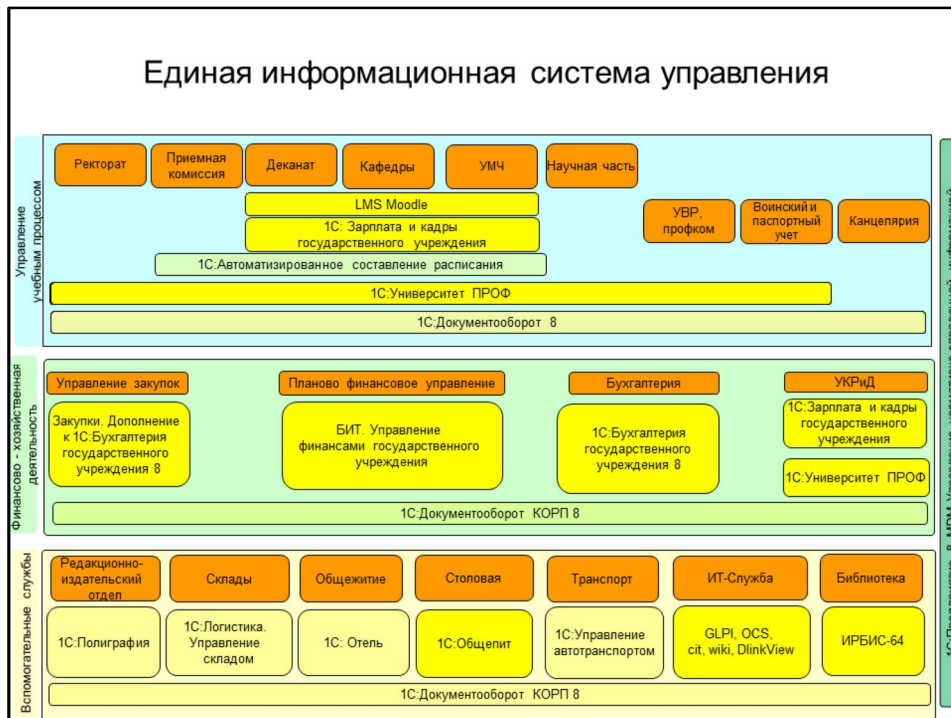 Единая информационная система управления
Управление
учебным процессом
Ректорат
Приемная
комиссия
Деканат
Кафедры
УМЧ
Научная часть
УВР,
профком
Воинский и
паспортный
учет
Канцелярия
LMS Moodle
1С: Зарплата и кадры
государственного учреждения
1С:Автоматизированное составление расписания
1С:Университет ПРОФ
1С:Документооборот 8
Финансово - хозяйственная
деятельность
Управление закупок
Планово финансовое управление
Бухгалтерия
УКРиД
Закупки. Дополнение
к 1С:Бухгалтерия
государственного
учреждения 8
БИТ. Управление
финансами государственного
учреждения
1С:Бухгалтерия
государственного
учреждения 8
1С:Зарплата и кадры
государственного
учреждения
1С:Университет ПРОФ
1С:Документооборот КОРП 8
Вспомогательные службы
Редакционно-
издательский
отдел
Склады
Общежитие
Столовая
Транспорт
ИТ-Служба
Библиотека
1С:Полиграфия
1С:Логистика.
Управление
складом
1С: Отель
1С:Общепит
1С:Управление
автотранспортом
GLPI, OCS,
cit, wiki, DlinkView
ИРБИС-64
1С:Документооборот КОРП 8